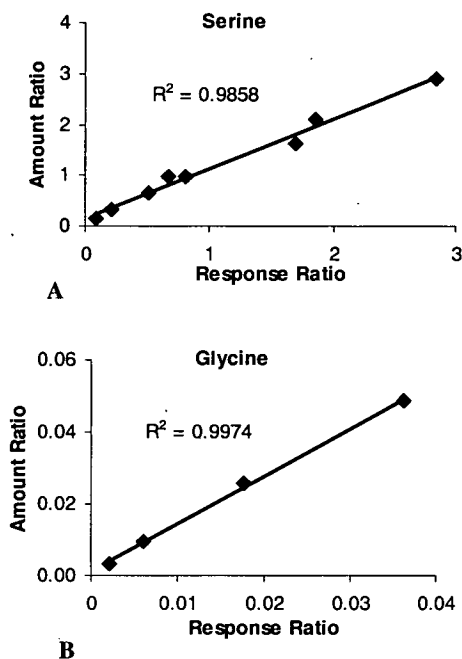 Serine
4
3
R² = 0.9858
2
1
0
Amount Ratio
0 1 2 3
Response Ratio
A
Glycine
0.06
R² = 0.9974
0.04
0.02
0.00
Amount Ratio
0 0.01 0.02 0.03 0.04
Response Ratio
B